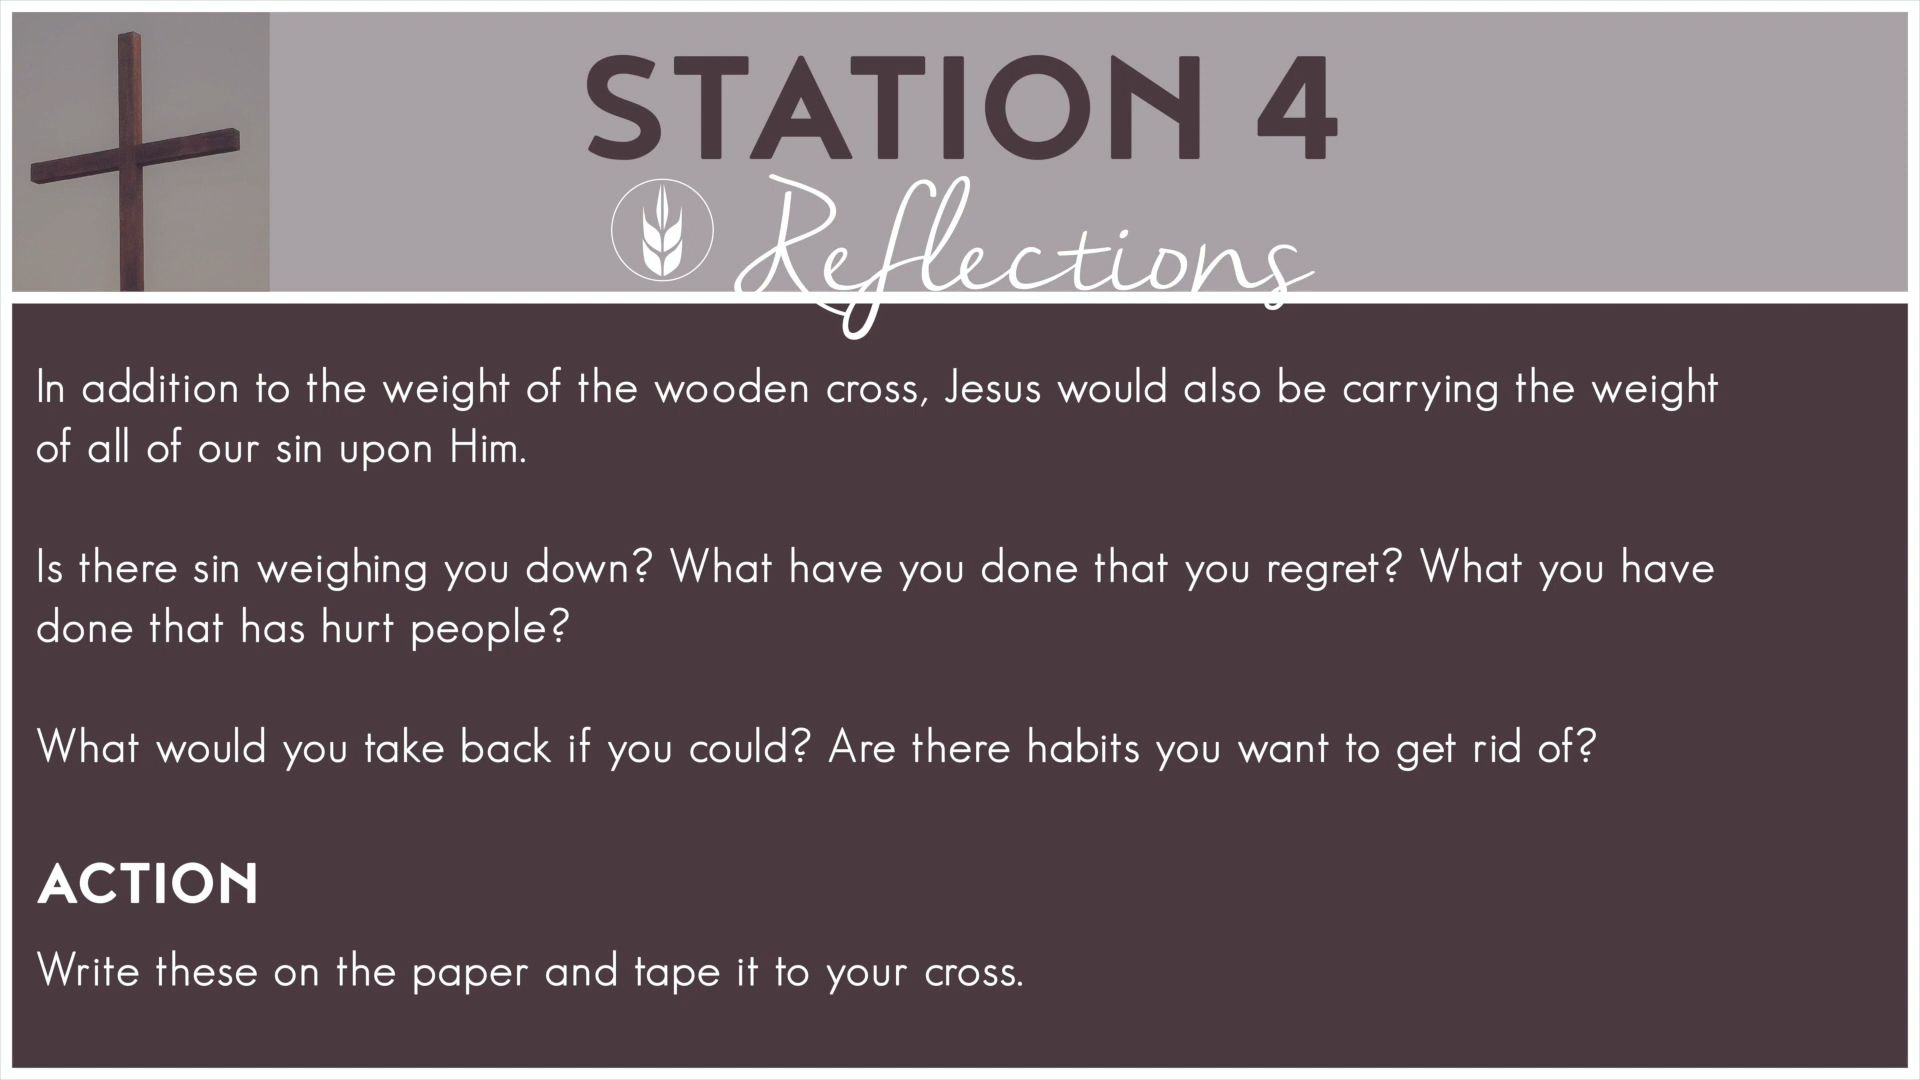 STATION 4
Reflections
In addition to the weight of the wooden cross, Jesus would also be carrying the weight
of all of our sin upon Him.
Is there sin weighing you down? What have you done that you regret? What you have
done that has hurt people?
What would you take back if you could? Are there habits you want to get rid of?
ACTION
Write these on the paper and tape it to your cross.